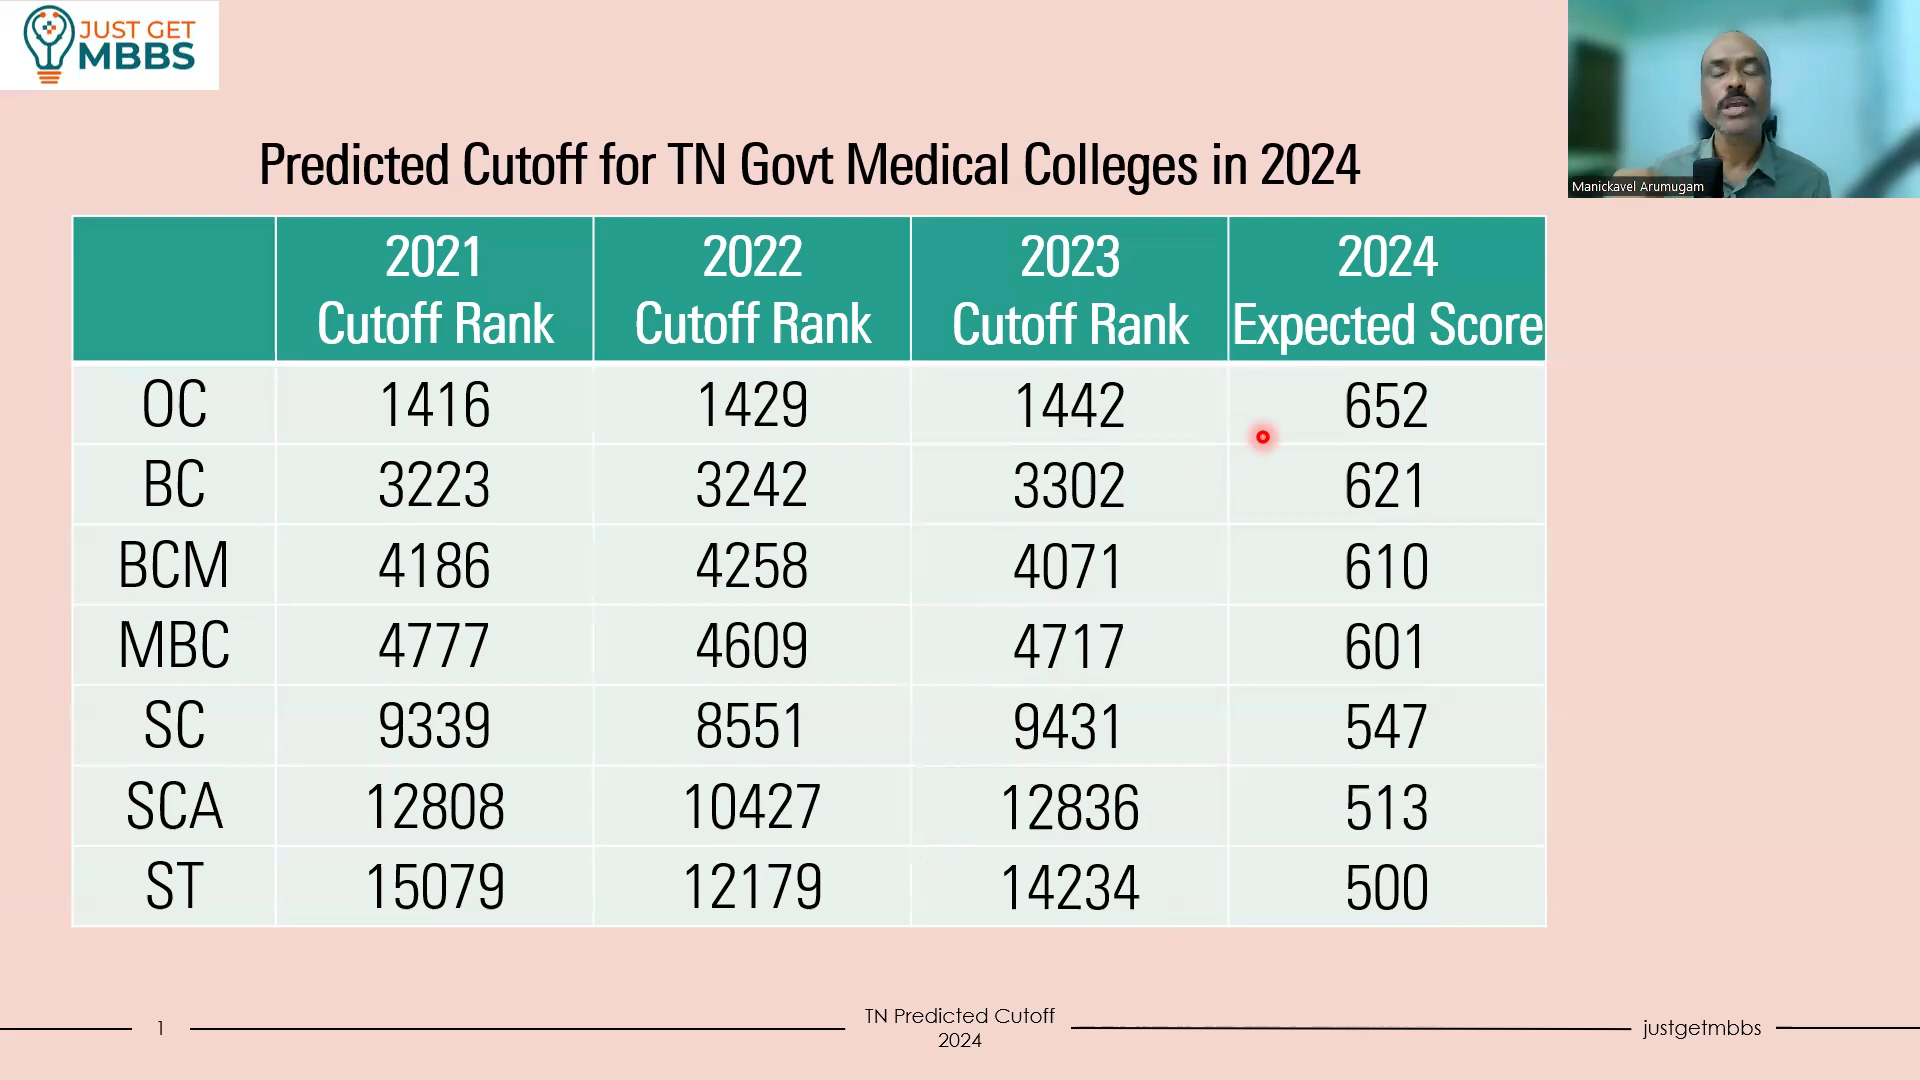 JUST GET
MBBS
Manickavel Arumugam
Predicted Cutoff for TN Govt Medical Colleges in 2024
2021 Cutoff Rank 2022 Cutoff Rank 2023 Cutoff Rank 2024 Expected Score
OC 1416 1429 1442 652
BC 3223 3242 3302 621
BCM 4186 4258 4071 610
MBC 4777 4609 4717 601
SC 9339 8551 9431 547
SCA 12808 10427 12836 513
ST 15079 12179 14234 500
1
TN Predicted Cutoff
2024
justgetmbbs